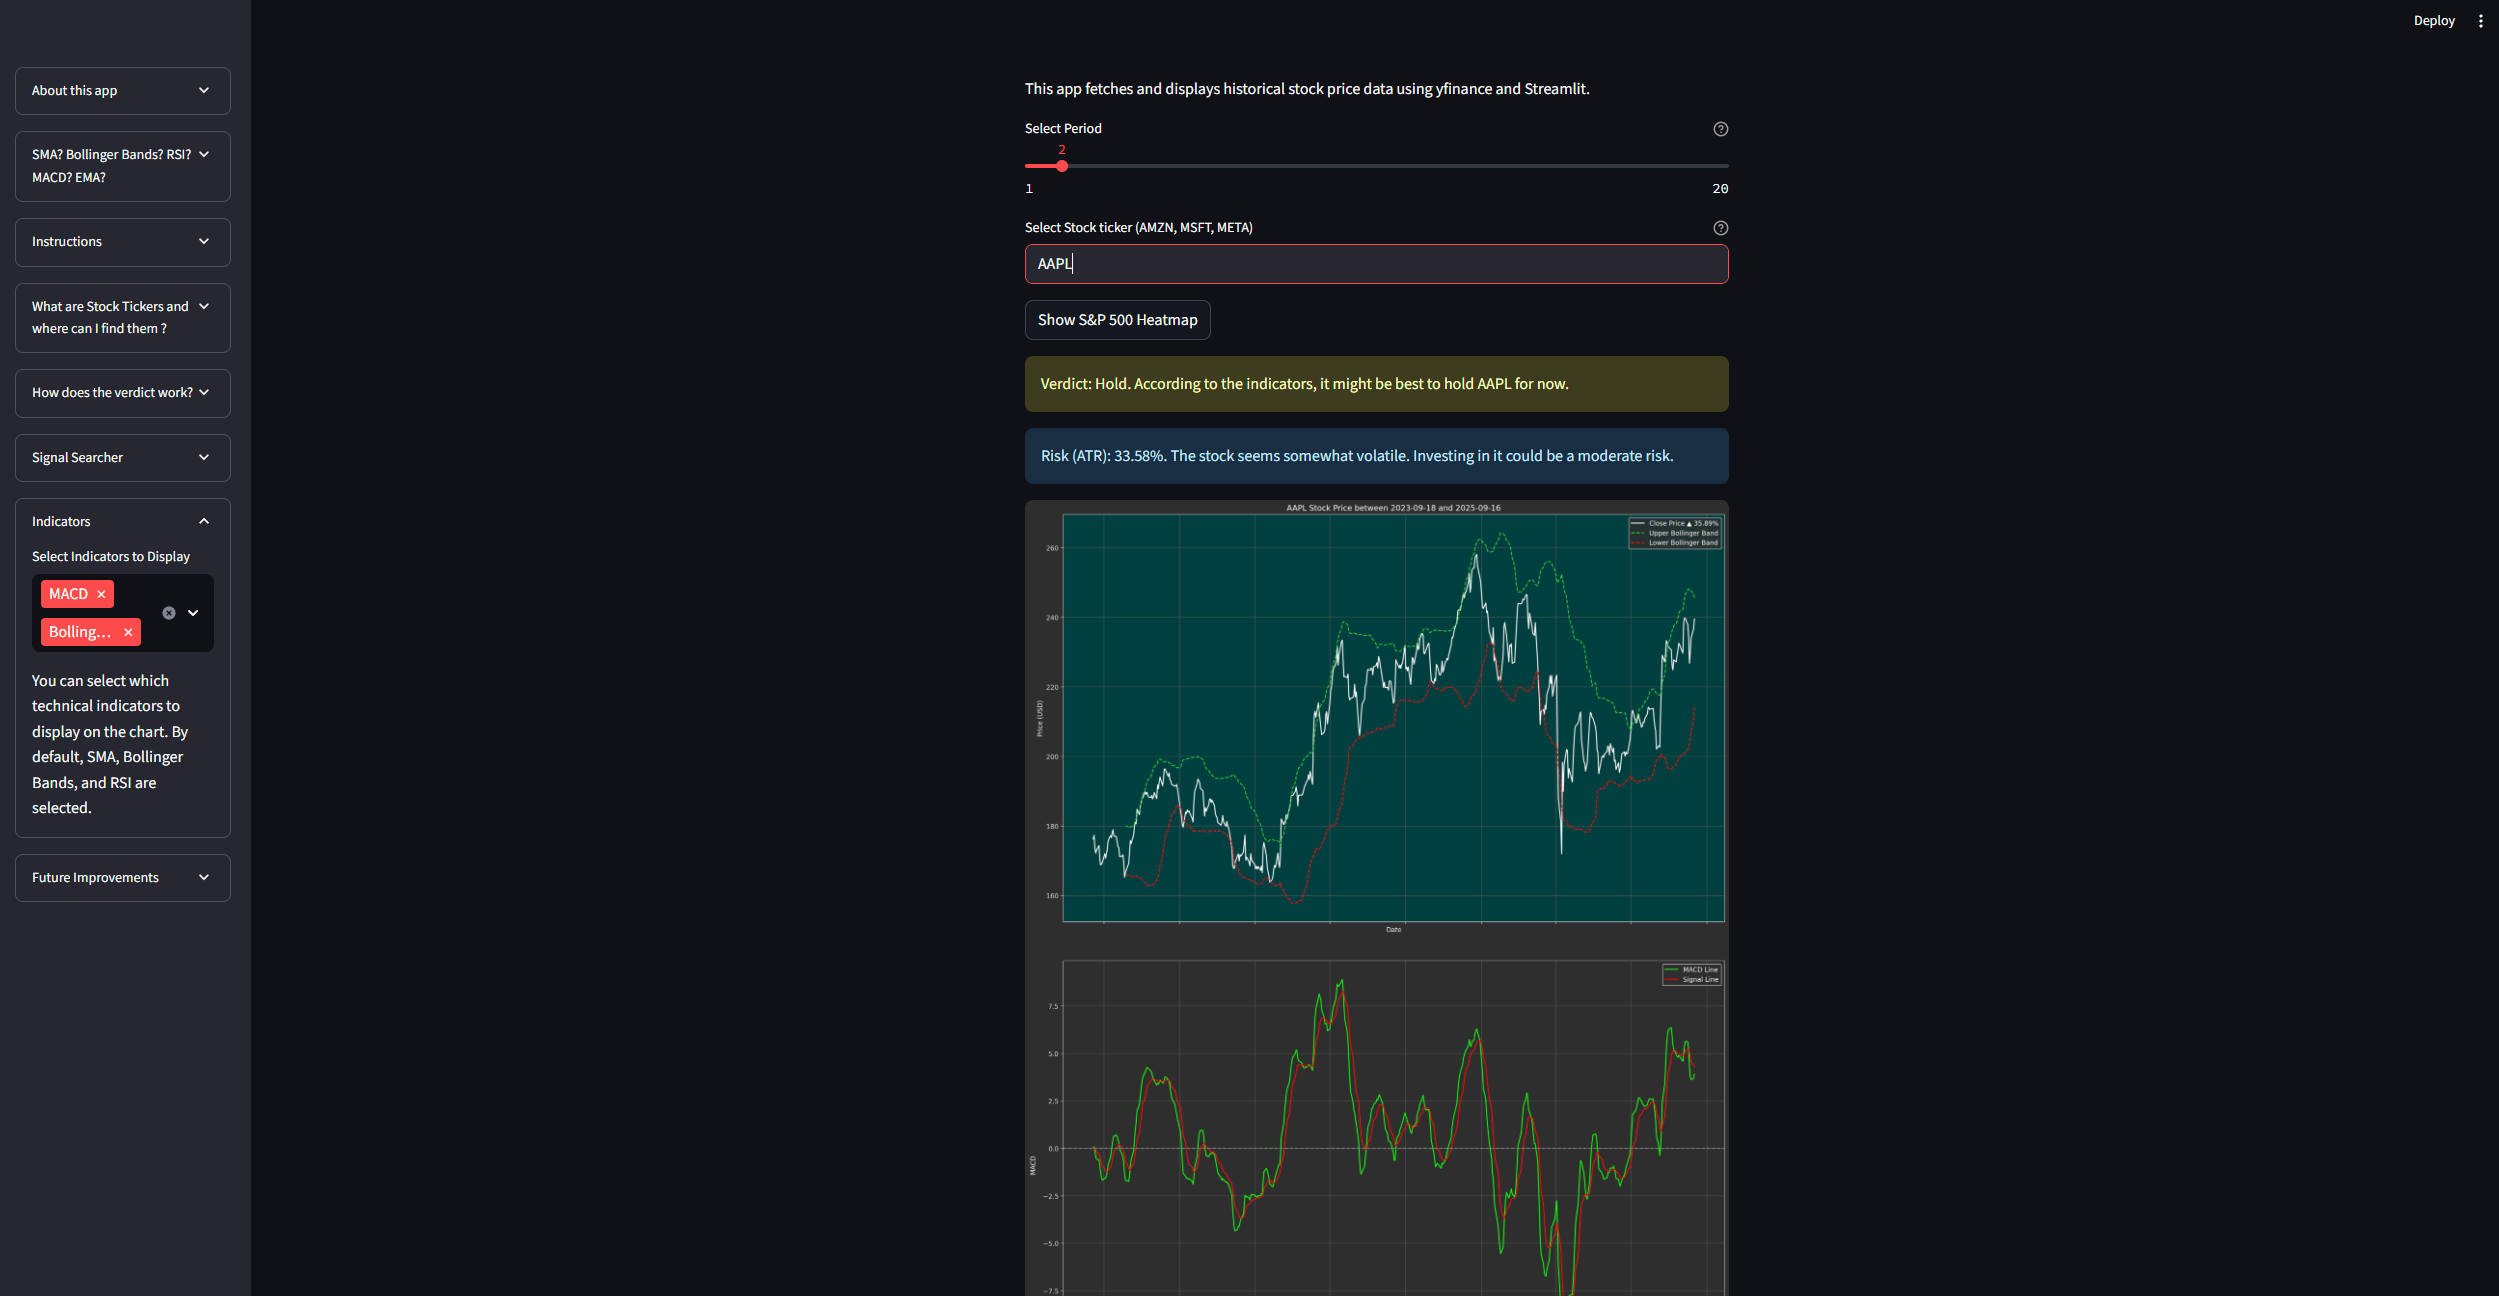 Deploy
About this app
SMA? Bollinger Bands? RSI?
MACD? EMA?
Instructions
What are Stock Tickers and
where can I find them ?
How does the verdict work?
Signal Searcher
Indicators
Select Indicators to Display
MACD
Bolling...
You can select which
technical indicators to
display on the chart. By
default, SMA, Bollinger
Bands, and RSI are
selected.
Future Improvements
This app fetches and displays historical stock price data using yfinance and Streamlit.
Select Period
2
1
20
Select Stock ticker (AMZN, MSFT, META)
AAPL
Show S&P 500 Heatmap
Verdict: Hold. According to the indicators, it might be best to hold AAPL for now.
Risk (ATR): 33.58%. The stock seems somewhat volatile. Investing in it could be a moderate risk.
AAPL Stock Price between 2023-09-18 and 2025-09-16
Close Price ▲ 35.89%
Upper Bollinger Band
Lower Bollinger Band
260
240
220
200
180
160
Price (USD)
Date
MACD Line
Signal Line
7.5
5.0
2.5
0.0
−2.5
−5.0
−7.5
MACD